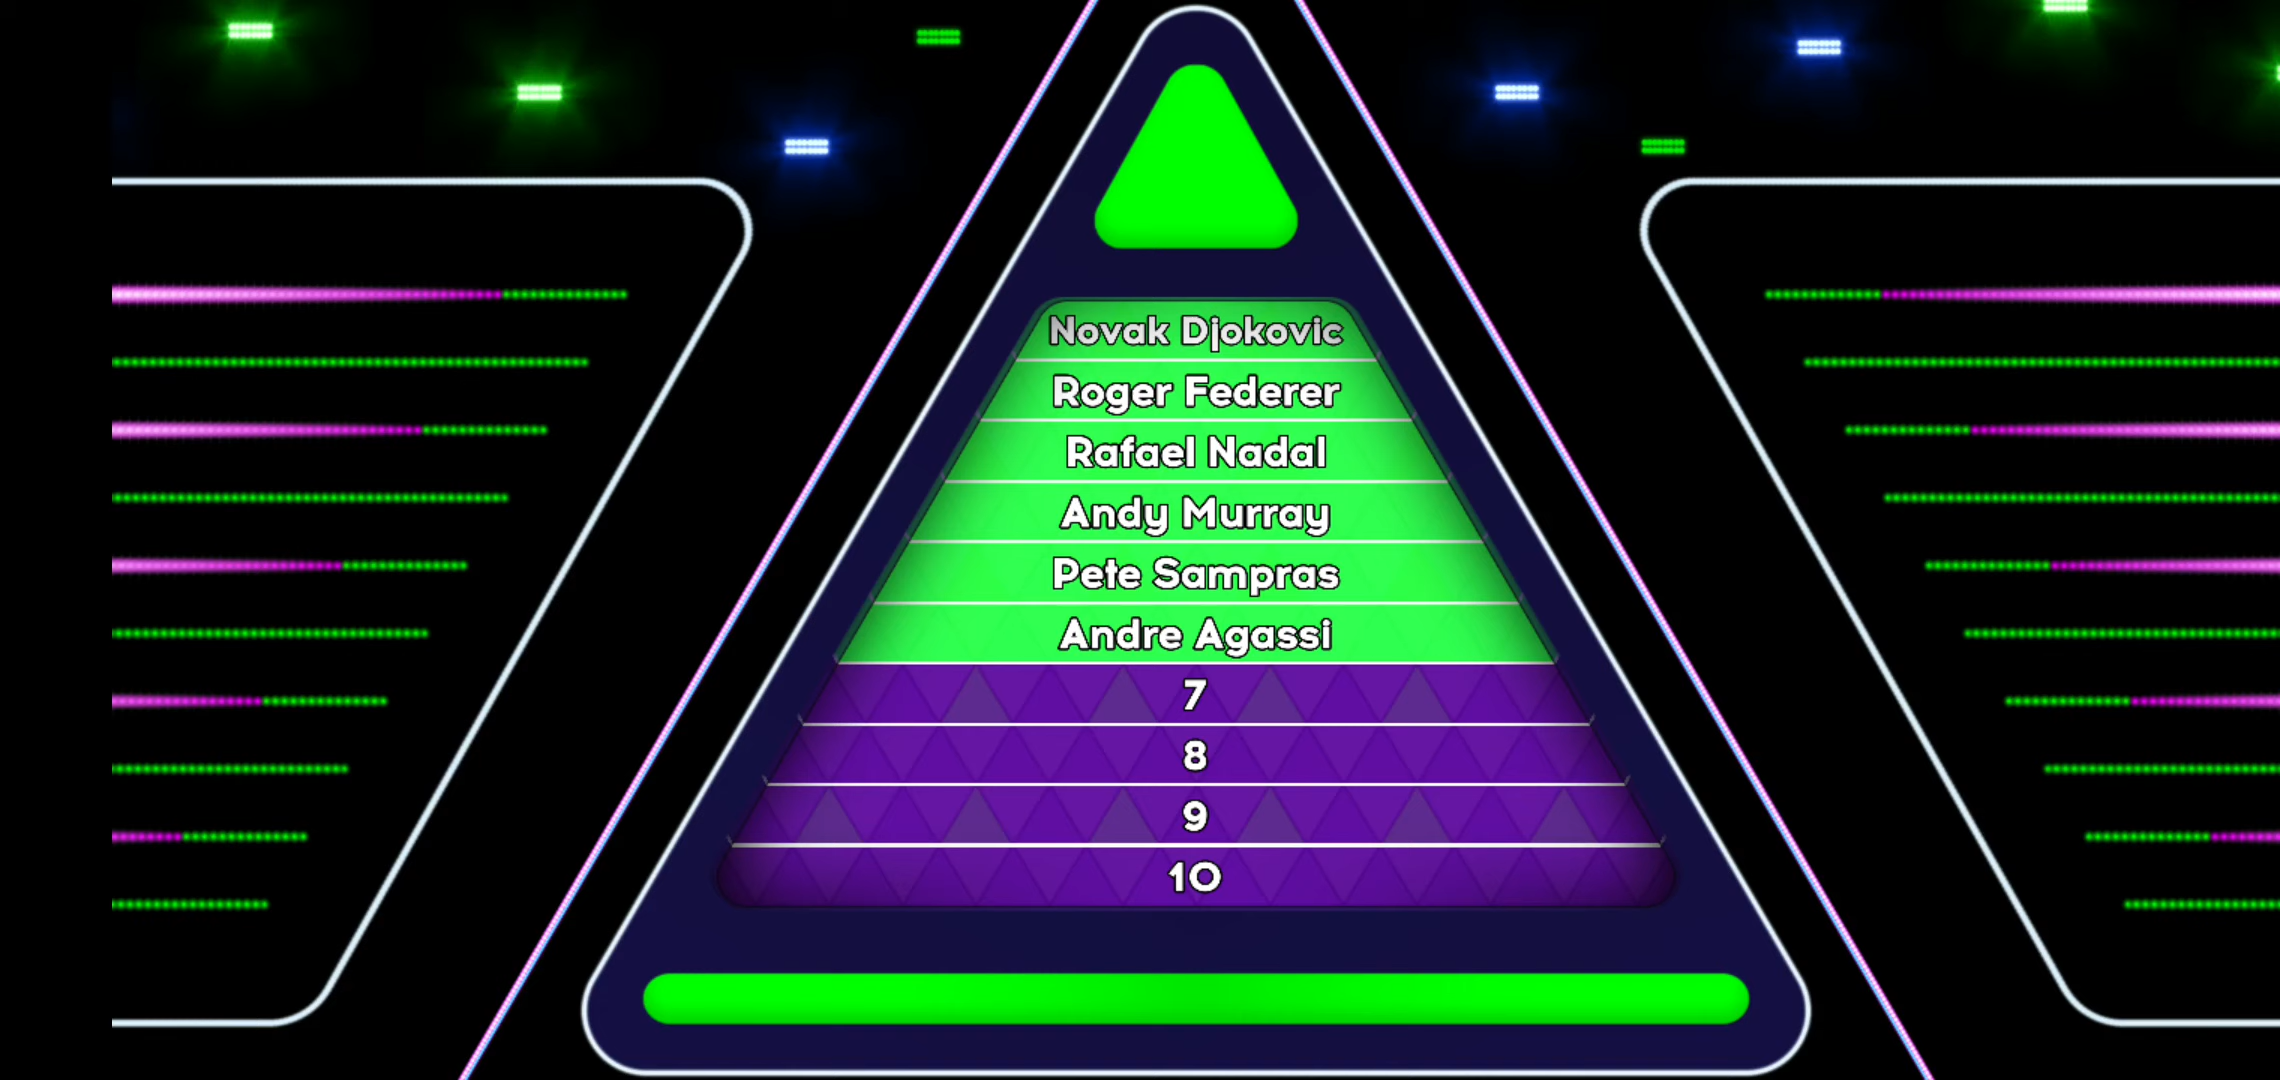 Novak Djokovic
Roger Federer
Rafael Nadal
Andy Murray
Pete Sampras
Andre Agassi
7
8
9
10